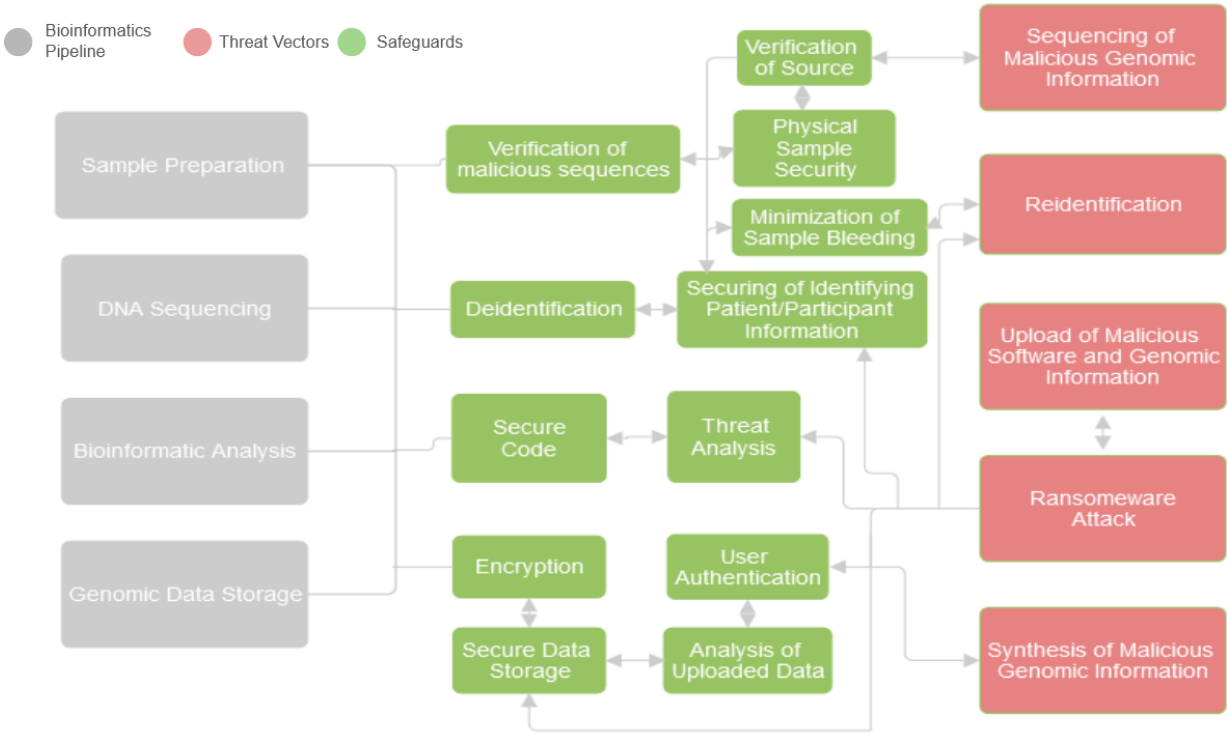 Bioinformatics
Pipeline
Threat Vectors
Safeguards
Sample Preparation
DNA Sequencing
Bioinformatic Analysis
Genomic Data Storage
Verification of
malicious sequences
Deidentification
Secure
Code
Encryption
Secure Data
Storage
Verification
of Source
Physical
Sample
Security
Minimization of
Sample Bleeding
Securing of Identifying
Patient/Participant
Information
Threat
Analysis
User
Authentication
Analysis of
Uploaded Data
Sequencing of
Malicious Genomic
Information
Reidentification
Upload of Malicious
Software and Genomic
Information
Ransomeware
Attack
Synthesis of Malicious
Genomic Information